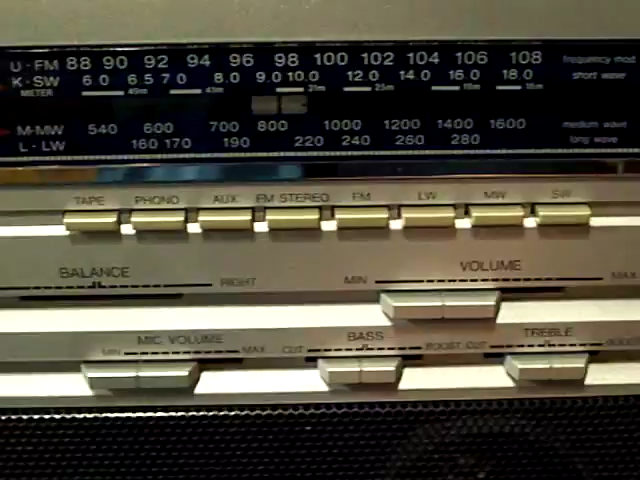 U - FM 88 90 92 94 96 98 100 102 104 106 108 frequency mod
K - SW 6.0 6.5 7.0 8.0 9.0 10.0 12.0 14.0 16.0 18.0 short wave
METER 49m 41m 31m 25m
M-MW 540 600 700 800 1000 1200 1400 1600 medium wave
L - LW 160 170 190 220 240 260 280 long wave
TAPE PHONO AUX FM STEREO FM LW MW SW
BALANCE VOLUME
RIGHT MIN MAX
MIC VOLUME BASS TREBLE
MIN MAX CUT BOOST CUT